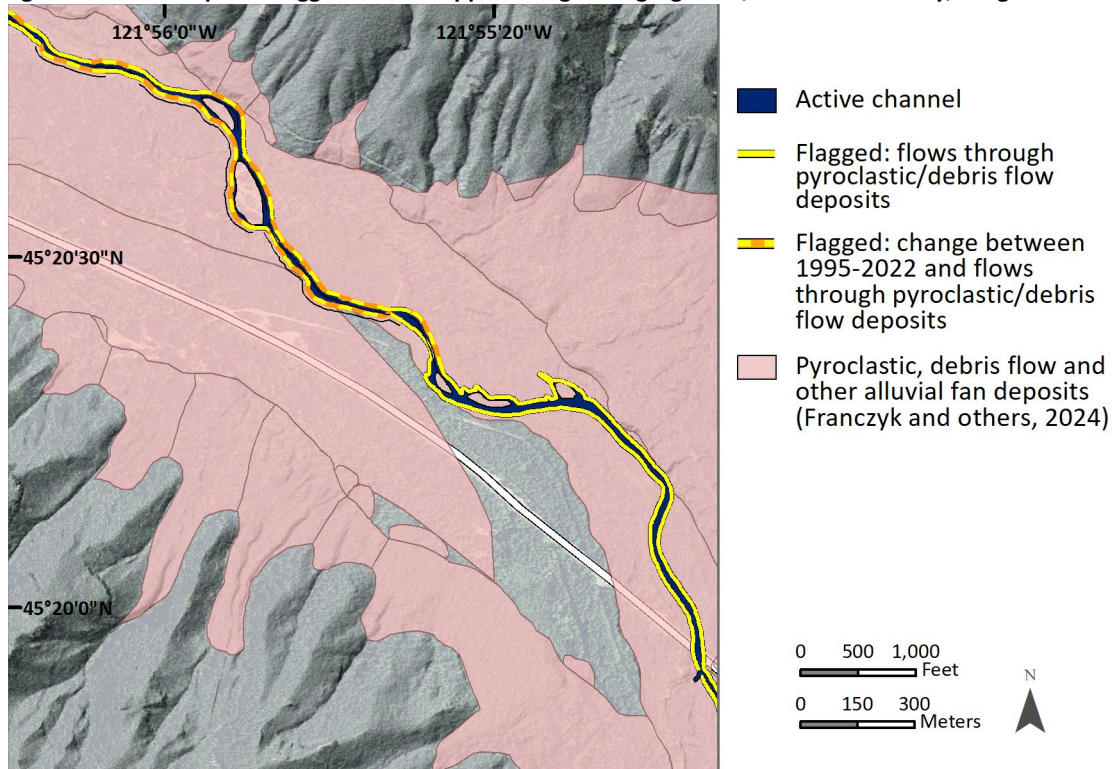 121°56'0"W
121°55'20"W
45°20'30"N
45°20'0"N
Active channel
Flagged: flows through
pyroclastic/debris flow
deposits
Flagged: change between
1995-2022 and flows
through pyroclastic/debris
flow deposits
Pyroclastic, debris flow and
other alluvial fan deposits
(Franczyk and others, 2024)
0 500 1,000
Feet
0 150 300
Meters
N